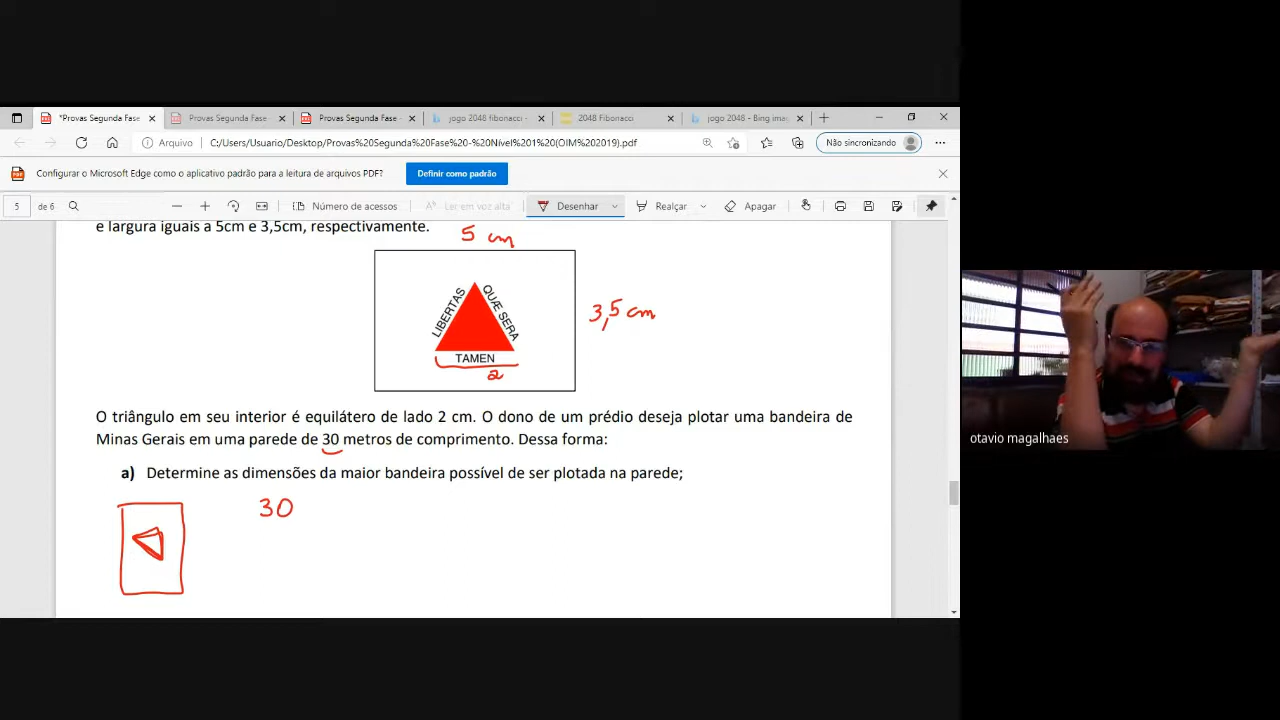 *Provas Segunda Fase
Provas Segunda Fase
Provas Segunda Fase -
jogo 2048 fibonacci -
2048 Fibonacci
jogo 2048 - Bing ima
Arquivo
C:/Users/Usuario/Desktop/Provas%20Segunda%20Fase%20-%20Nível%201%20(OIM%202019).pdf
Não sincronizando
Configurar o Microsoft Edge como o aplicativo padrão para a leitura de arquivos PDF?
Definir como padrão
5 de 6
Número de acessos
Ler em voz alta
Desenhar
Realçar
Apagar
e largura iguais a 5cm e 3,5cm, respectivamente.
5 cm
LIBERTAS
QUÆ SERA
3,5 cm
TAMEN
2
O triângulo em seu interior é equilátero de lado 2 cm. O dono de um prédio deseja plotar uma bandeira de
Minas Gerais em uma parede de 30 metros de comprimento. Dessa forma:
a) Determine as dimensões da maior bandeira possível de ser plotada na parede;
30
otavio magalhaes